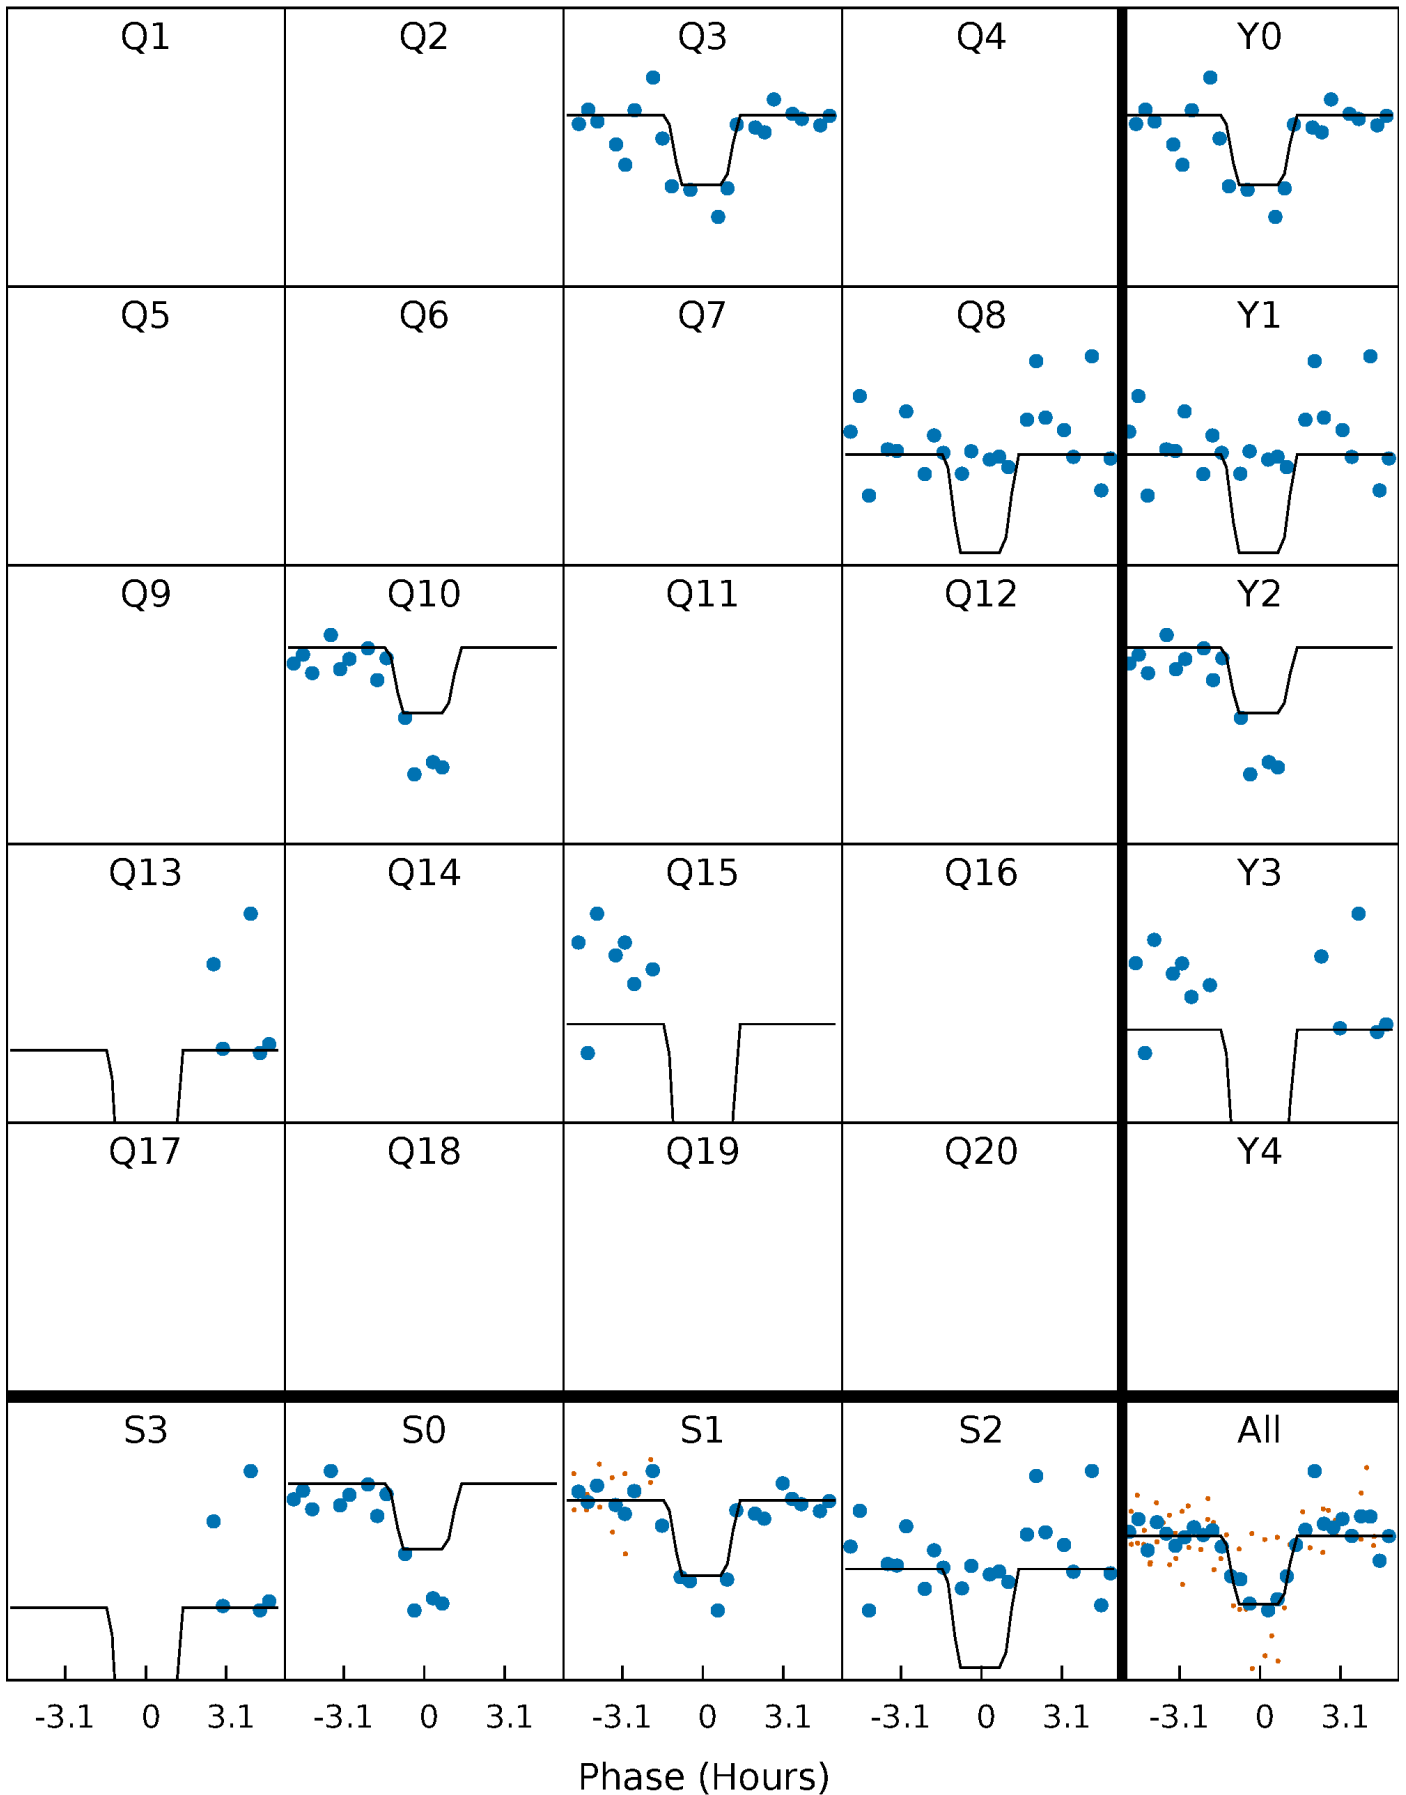 Q1 Q2 Q3 Q4 Y0
Q5 Q6 Q7 Q8 Y1
Q9 Q10 Q11 Q12 Y2
Q13 Q14 Q15 Q16 Y3
Q17 Q18 Q19 Q20 Y4
S3 S0 S1 S2 All
-3.1 0 3.1 -3.1 0 3.1 -3.1 0 3.1 -3.1 0 3.1 -3.1 0 3.1
Phase (Hours)